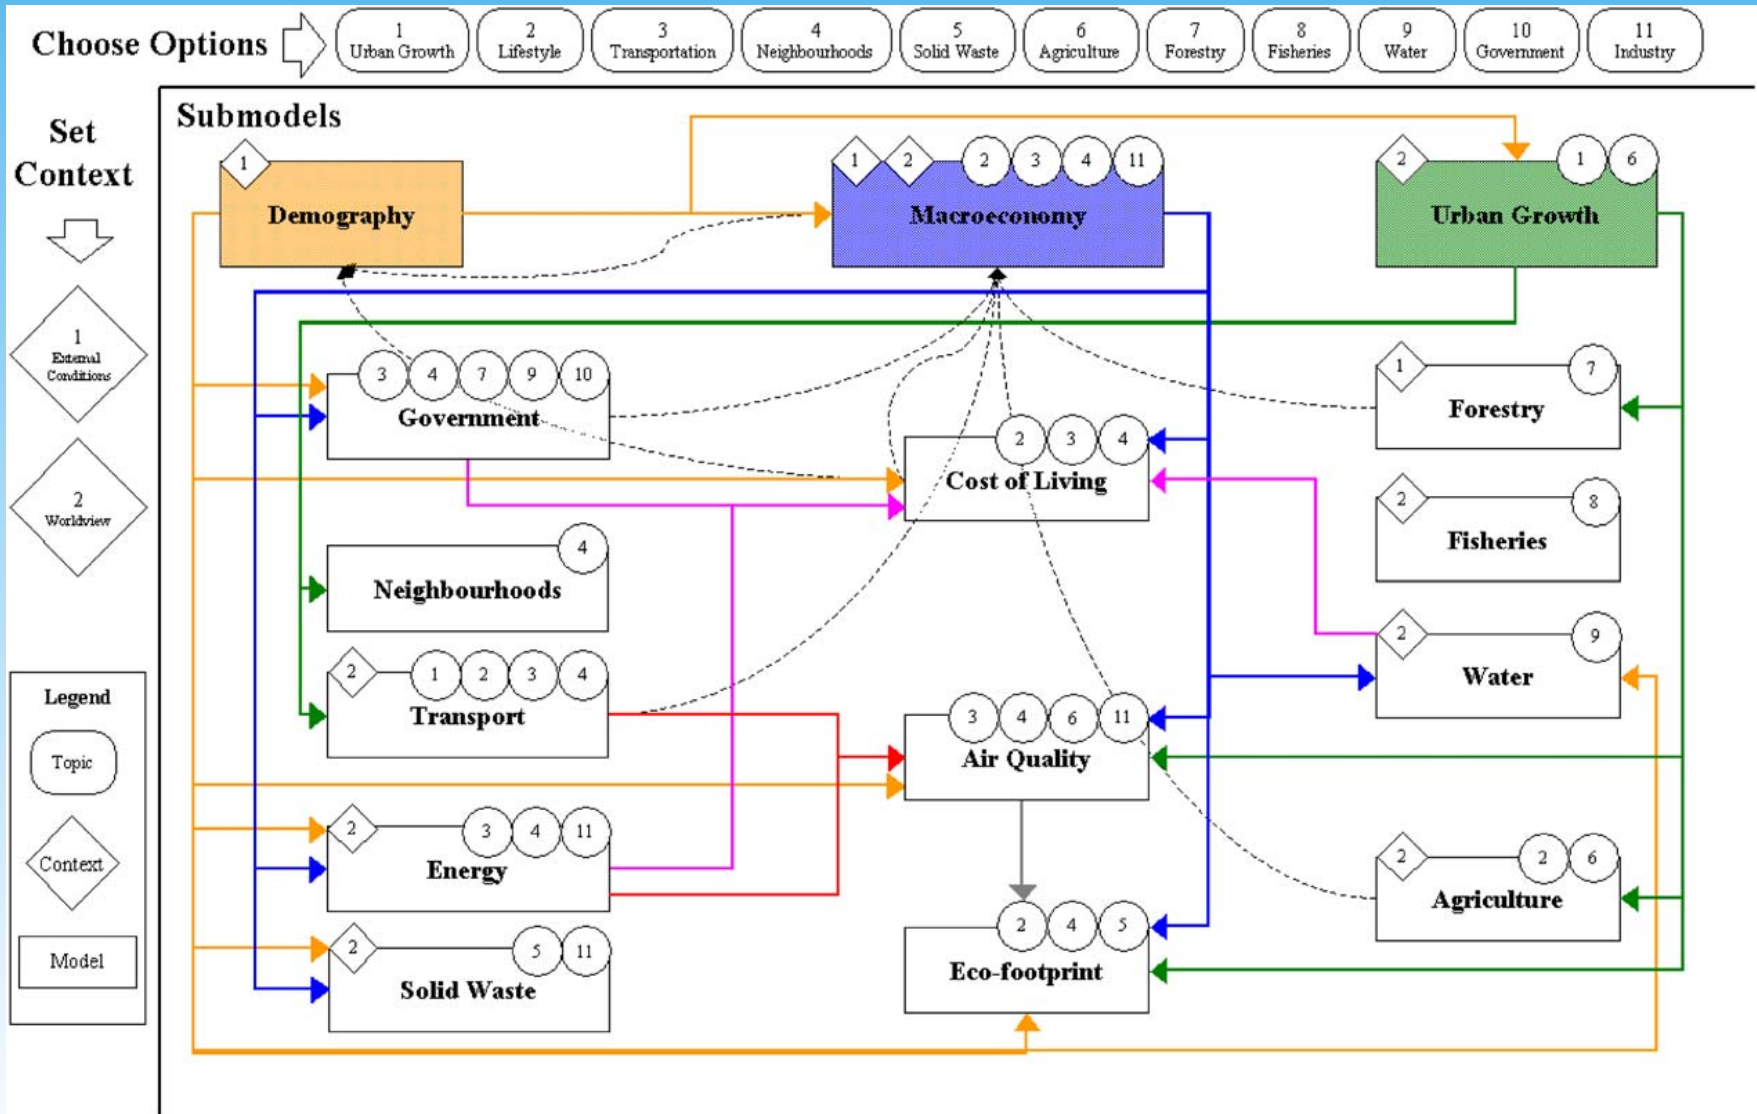 Choose Options
1
Urban Growth
2
Lifestyle
3
Transportation
4
Neighbourhoods
5
Solid Waste
6
Agriculture
7
Forestry
8
Fisheries
9
Water
10
Government
11
Industry
Set
Context
1
External
Conditions
2
Worldview
Legend
Topic
Context
Model
Submodels
1
Demography
1 2 2 3 4 11
Macroeconomy
2 1 6
Urban Growth
3 4 7 9 10
Government
2 3 4
Cost of Living
1 7
Forestry
2 8
Fisheries
4
Neighbourhoods
2 9
Water
2 1 2 3 4
Transport
3 4 6 11
Air Quality
2 3 4 11
Energy
2 2 6
Agriculture
2 5 11
Solid Waste
2 4 5
Eco-footprint